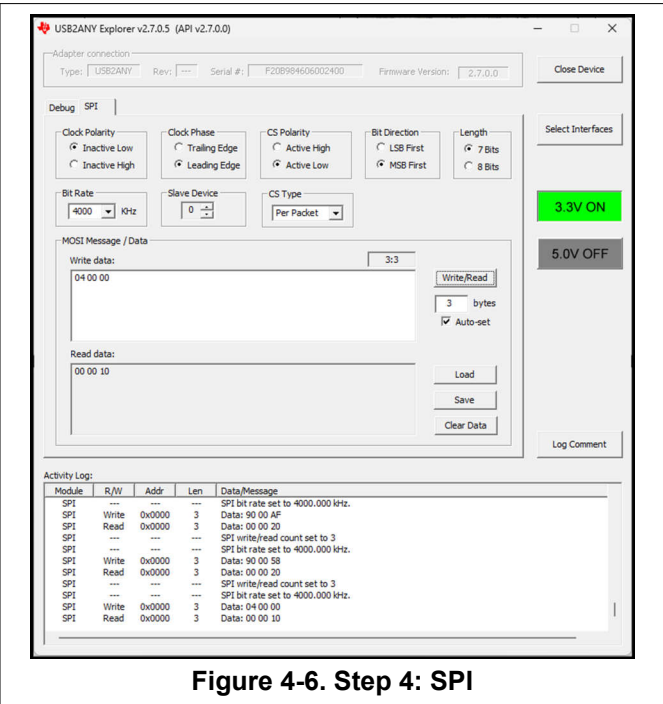 USB2ANY Explorer v2.7.0.5 (API v2.7.0.0)
Adapter connection
Type: USB2ANY Rev: --- Serial #: F20B984606002400 Firmware Version: 2.7.0.0
Close Device
Debug SPI
Select Interfaces
Clock Polarity Clock Phase CS Polarity Bit Direction Length
Inactive Low Trailing Edge Active High LSB First 7 Bits
Inactive High Leading Edge Active Low MSB First 8 Bits
Bit Rate Slave Device CS Type
4000 KHz 0 Per Packet
3.3V ON
5.0V OFF
MOSI Message / Data
Write data: 3:3
04 00 00
Write/Read
3 bytes
Auto-set
Read data:
00 00 10
Load
Save
Clear Data
Log Comment
Activity Log:
Module R/W Addr Len Data/Message
SPI --- --- --- SPI bit rate set to 4000.000 kHz.
SPI Write 0x0000 3 Data: 90 00 AF
SPI Read 0x0000 3 Data: 00 00 20
SPI --- --- --- SPI write/read count set to 3
SPI --- --- --- SPI bit rate set to 4000.000 kHz.
SPI Write 0x0000 3 Data: 90 00 58
SPI Read 0x0000 3 Data: 00 00 20
SPI --- --- --- SPI write/read count set to 3
SPI --- --- --- SPI bit rate set to 4000.000 kHz.
SPI Write 0x0000 3 Data: 04 00 00
SPI Read 0x0000 3 Data: 00 00 10
Figure 4-6. Step 4: SPI